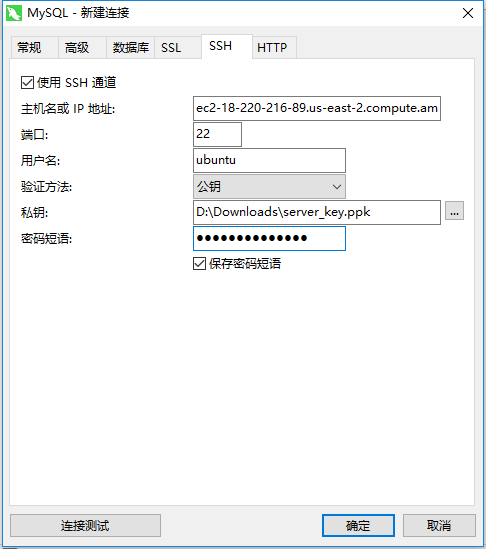 MySQL - 新建连接
常规 高级 数据库 SSL SSH HTTP
使用 SSH 通道
主机名或 IP 地址: ec2-18-220-216-89.us-east-2.compute.am
端口: 22
用户名: ubuntu
验证方法: 公钥
私钥: D:\Downloads\server_key.ppk ...
密码短语: ●●●●●●●●●●●●●●
保存密码短语
连接测试 确定 取消